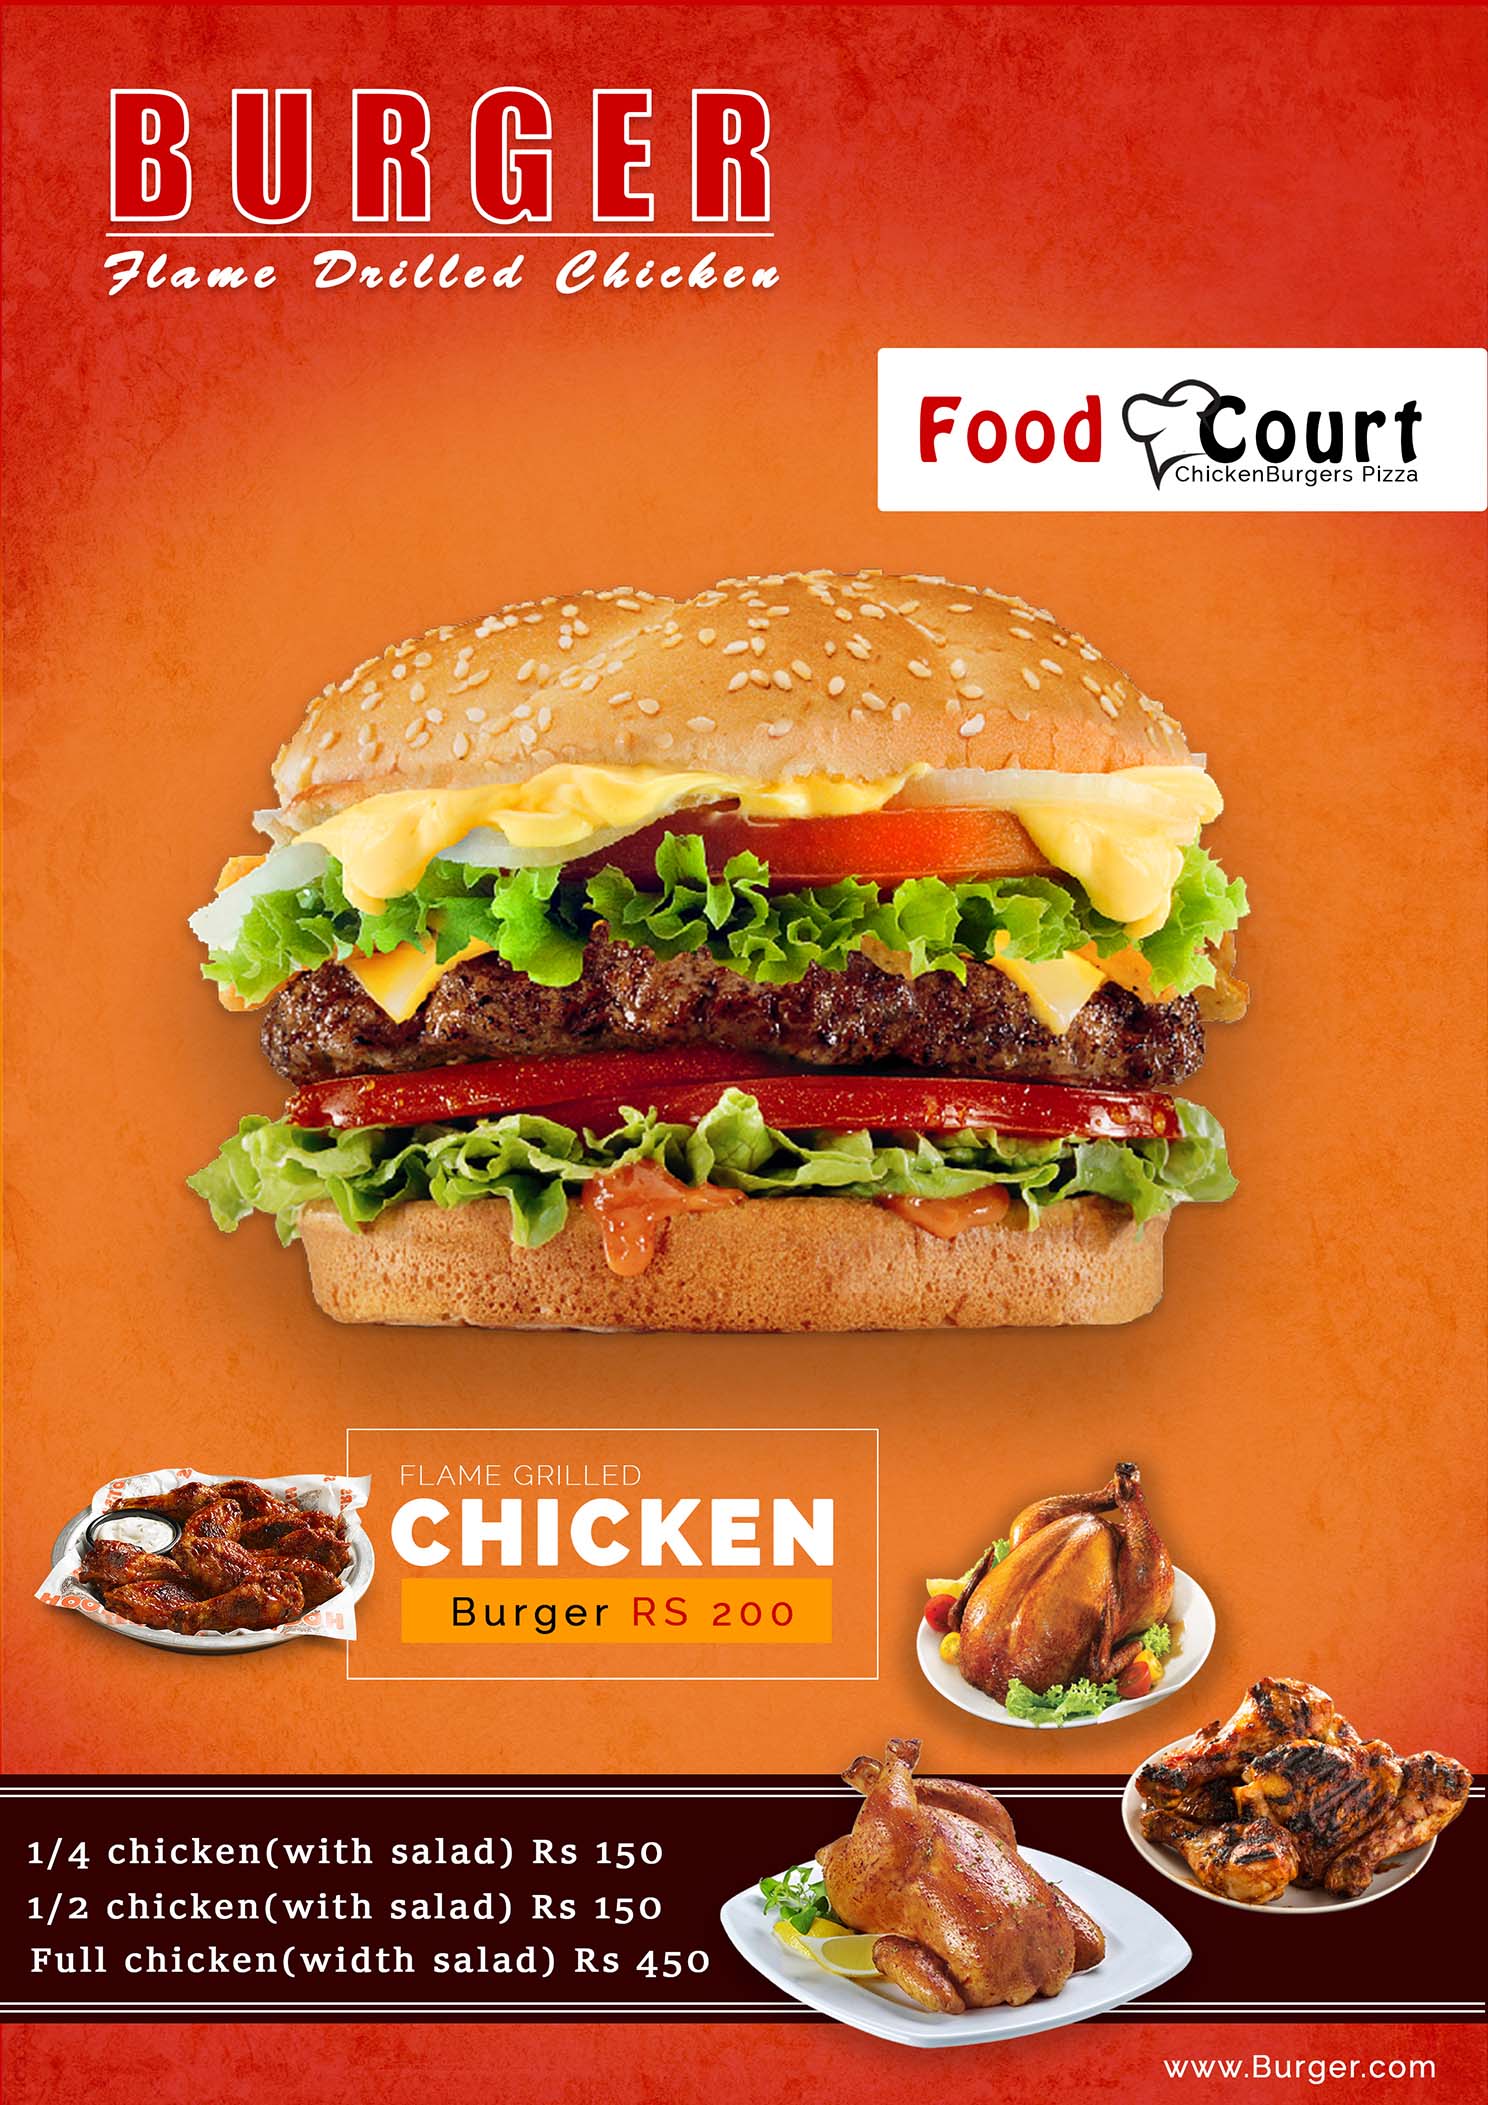 BURGER
Flame Drilled Chicken
Food Court
ChickenBurgers Pizza
FLAME GRILLED
CHICKEN
Burger RS 200
1/4 chicken(with salad) Rs 150
1/2 chicken(with salad) Rs 150
Full chicken(width salad) Rs 450
www.Burger.com